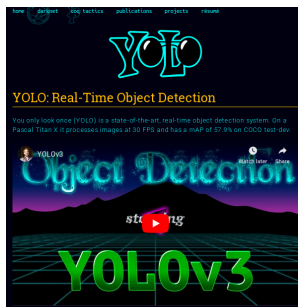 home darknet coq tactics publications projects résumé
YOLO
YOLO: Real-Time Object Detection
You only look once (YOLO) is a state-of-the-art, real-time object detection system. On a
Pascal Titan X it processes images at 30 FPS and has a mAP of 57.9% on COCO test-dev.
YOLOv3
Watch later Share
Object Detection
starring
YOLOv3